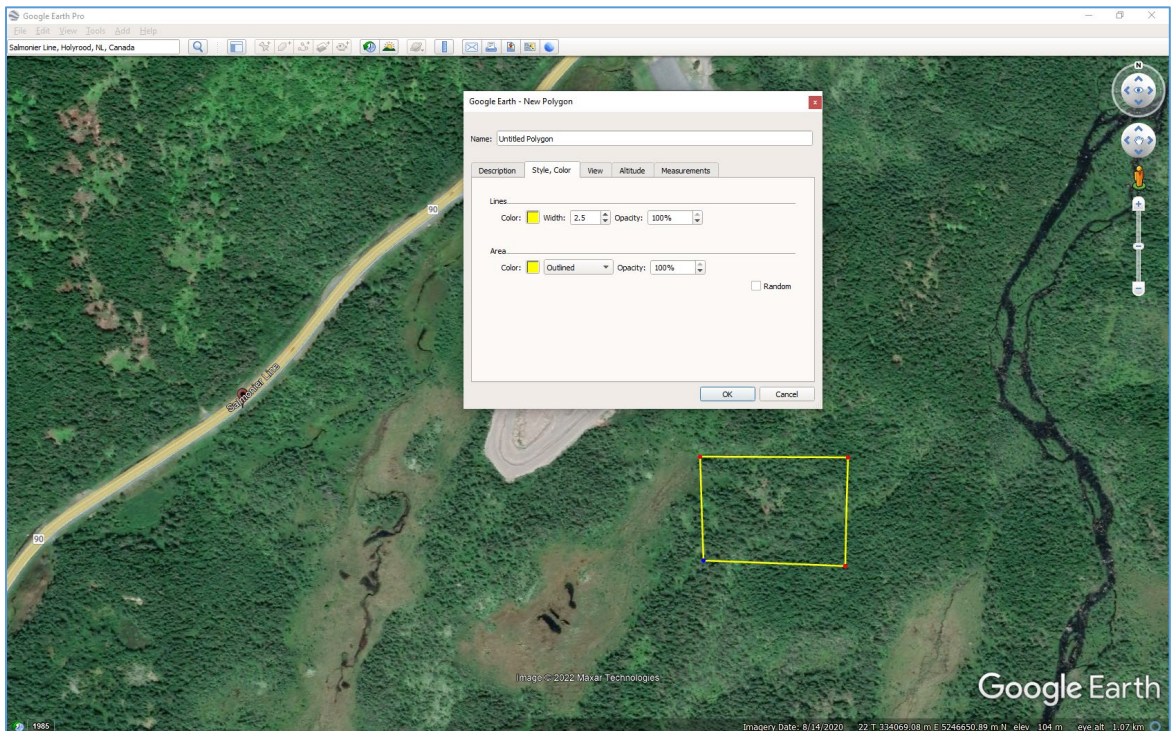 Google Earth Pro
File Edit View Tools Add Help
Salmonier Line, Holyrood, NL, Canada
N
Google Earth - New Polygon
Name: Untitled Polygon
Description Style, Color View Altitude Measurements
Lines
Color: Width: 2.5 Opacity: 100%
Area
Color: Outlined Opacity: 100%
Random
OK Cancel
90
Salmonier Line
90
Image © 2022 Maxar Technologies
Google Earth
1985
Imagery Date: 8/14/2020 22 T 334069.08 m E 5246650.89 m N elev 104 m eye alt 1.07 km